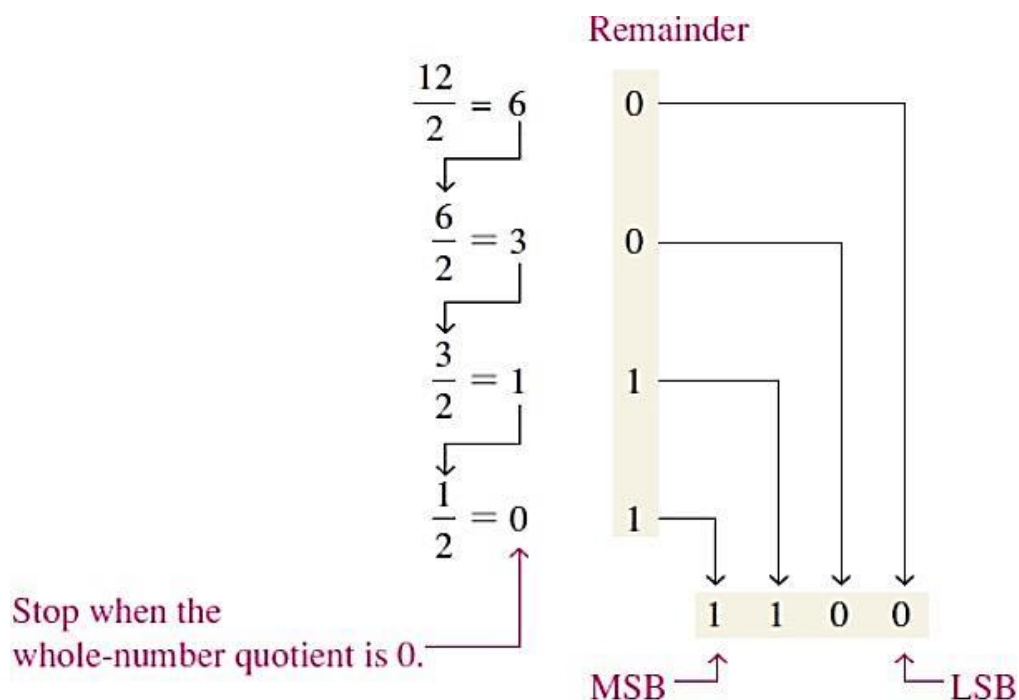 Remainder
12/2 = 6 0
6/2 = 3 0
3/2 = 1 1
1/2 = 0 1
Stop when the
whole-number quotient is 0.
1 1 0 0
MSB LSB